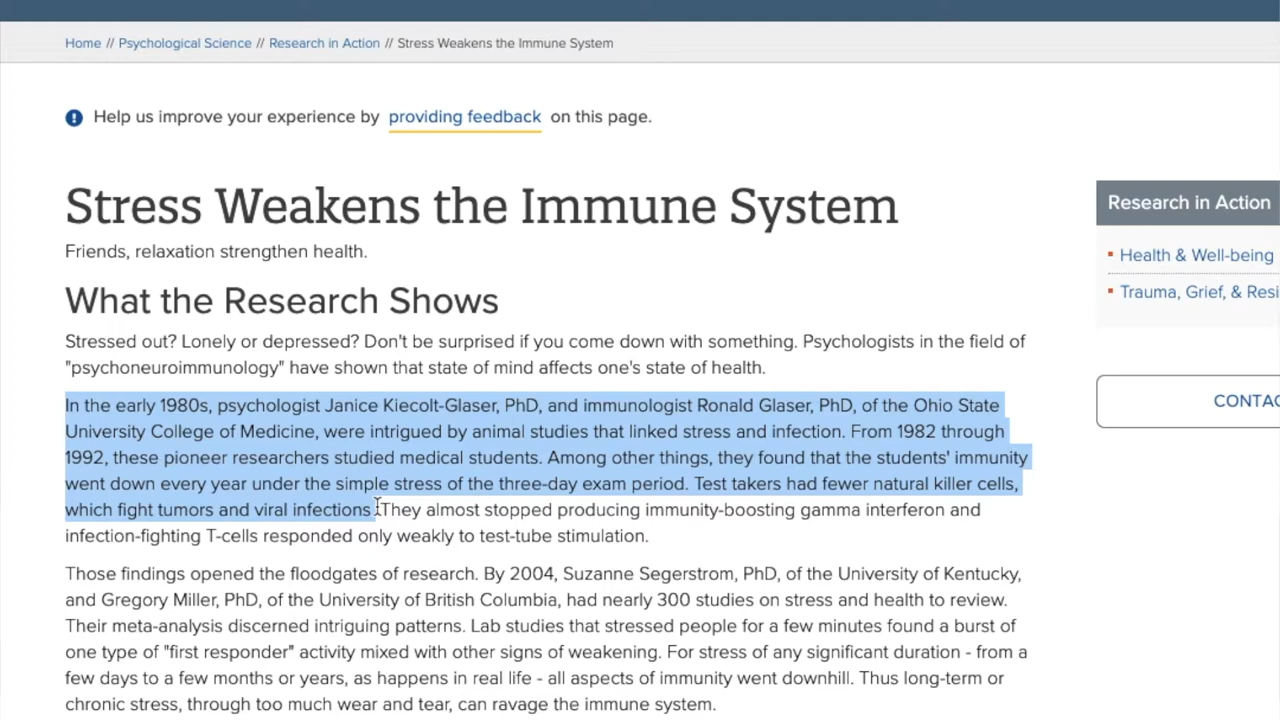 Home // Psychological Science // Research in Action // Stress Weakens the Immune System
Help us improve your experience by providing feedback on this page.
Stress Weakens the Immune System
Friends, relaxation strengthen health.
What the Research Shows
Stressed out? Lonely or depressed? Don't be surprised if you come down with something. Psychologists in the field of
"psychoneuroimmunology" have shown that state of mind affects one's state of health.
In the early 1980s, psychologist Janice Kiecolt-Glaser, PhD, and immunologist Ronald Glaser, PhD, of the Ohio State
University College of Medicine, were intrigued by animal studies that linked stress and infection. From 1982 through
1992, these pioneer researchers studied medical students. Among other things, they found that the students' immunity
went down every year under the simple stress of the three-day exam period. Test takers had fewer natural killer cells,
which fight tumors and viral infections. They almost stopped producing immunity-boosting gamma interferon and
infection-fighting T-cells responded only weakly to test-tube stimulation.
Those findings opened the floodgates of research. By 2004, Suzanne Segerstrom, PhD, of the University of Kentucky,
and Gregory Miller, PhD, of the University of British Columbia, had nearly 300 studies on stress and health to review.
Their meta-analysis discerned intriguing patterns. Lab studies that stressed people for a few minutes found a burst of
one type of "first responder" activity mixed with other signs of weakening. For stress of any significant duration - from a
few days to a few months or years, as happens in real life - all aspects of immunity went downhill. Thus long-term or
chronic stress, through too much wear and tear, can ravage the immune system.
Research in Action
Health & Well-being
Trauma, Grief, & Resi
CONTAC